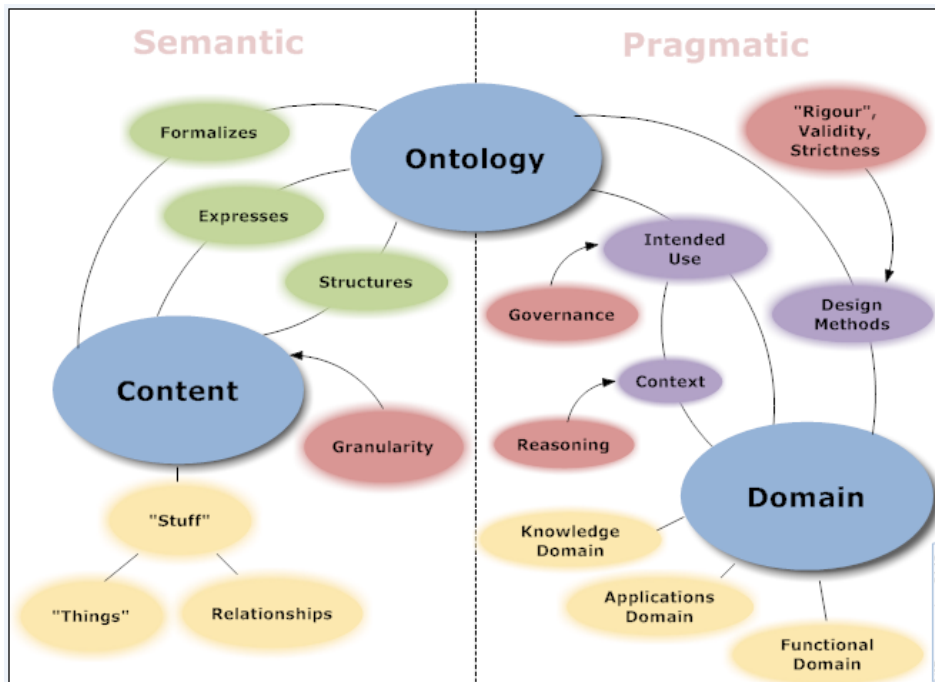 Semantic
Pragmatic
Formalizes
Ontology
"Rigour",
Validity,
Strictness
Expresses
Intended
Use
Structures
Governance
Design
Methods
Content
Context
Granularity
Reasoning
Domain
"Stuff"
Knowledge
Domain
"Things"
Relationships
Applications
Domain
Functional
Domain